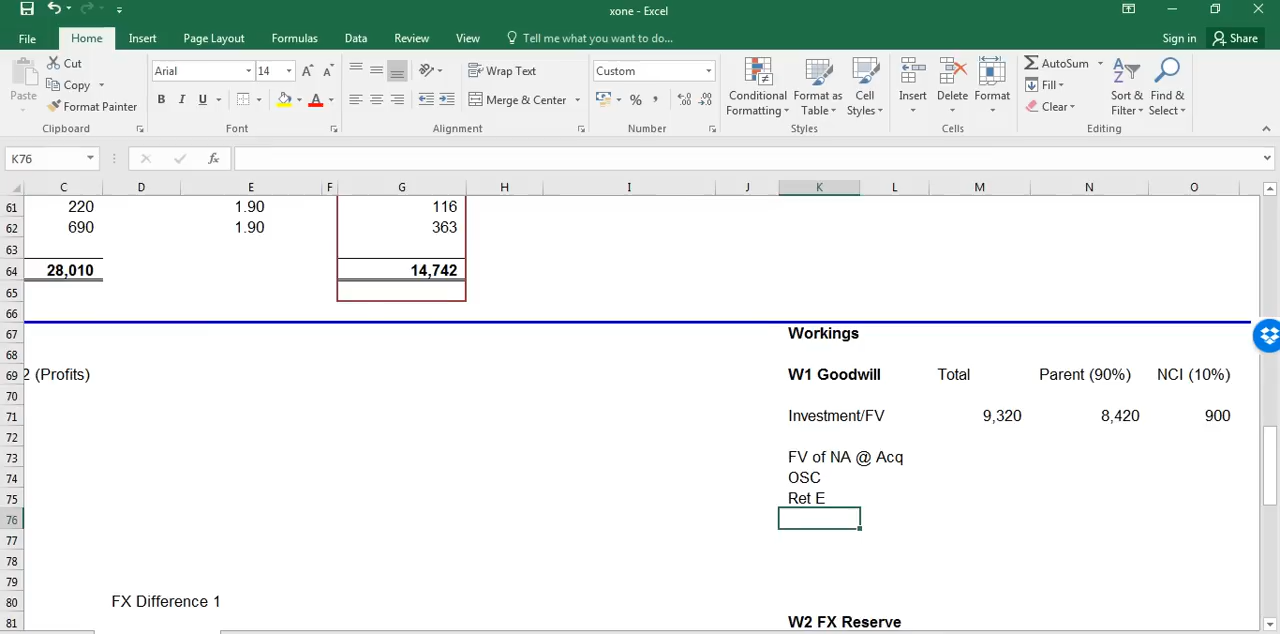 xone - Excel
File Home Insert Page Layout Formulas Data Review View Tell me what you want to do... Sign in Share
Cut
Copy
Format Painter
Paste
Clipboard
Arial 14
B I U
Font
Wrap Text
Merge & Center
Alignment
Custom
%
Number
Conditional Formatting
Format as Table
Cell Styles
Styles
Insert Delete Format
Cells
AutoSum
Fill
Clear
Sort & Filter
Find & Select
Editing
K76 fx
C D E F G H I J K L M N O
61 220 1.90 116
62 690 1.90 363
63
64 28,010 14,742
65
66
67 Workings
68
69 2 (Profits) W1 Goodwill Total Parent (90%) NCI (10%)
70
71 Investment/FV 9,320 8,420 900
72
73 FV of NA @ Acq
74 OSC
75 Ret E
76
77
78
79
80 FX Difference 1
81 W2 FX Reserve